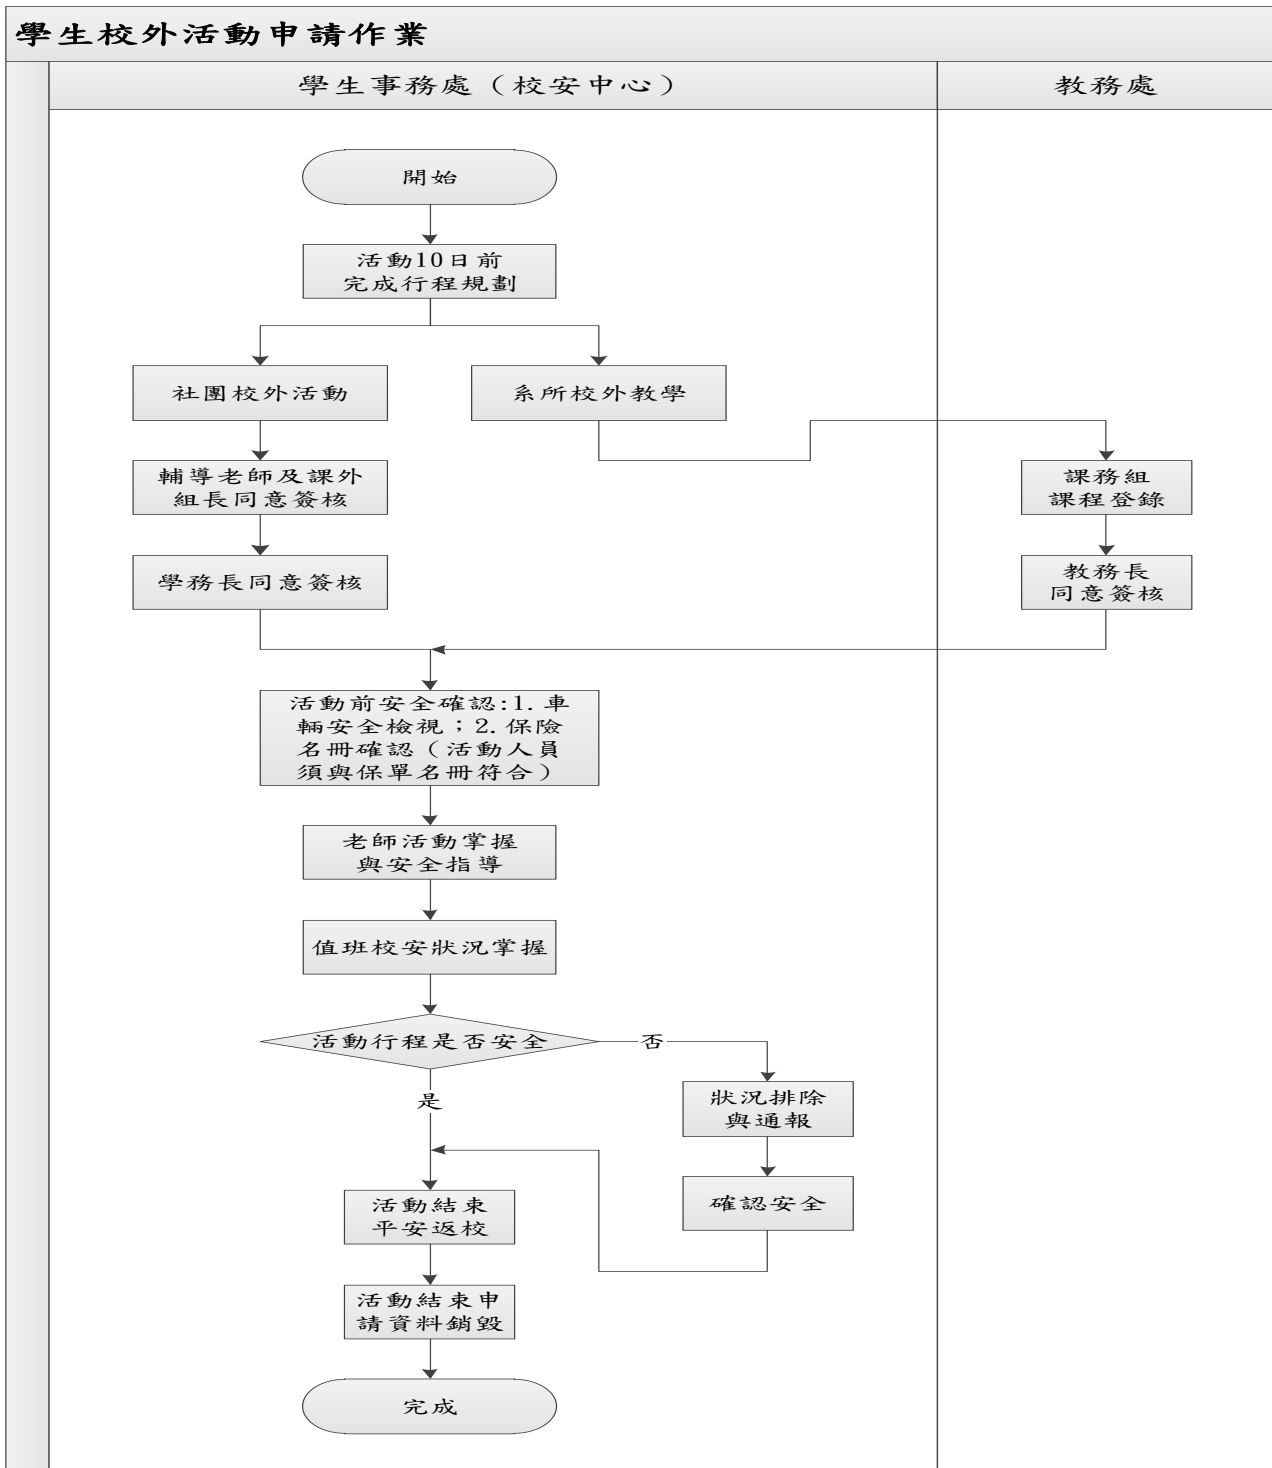 學生校外活動申請作業
學生事務處（校安中心）
教務處
開始
活動10日前
完成行程規劃
社團校外活動
系所校外教學
輔導老師及課外
組長同意簽核
課務組
課程登錄
學務長同意簽核
教務長
同意簽核
活動前安全確認:1.車
輛安全檢視；2.保險
名冊確認（活動人員
須與保單名冊符合）
老師活動掌握
與安全指導
值班校安狀況掌握
活動行程是否安全
否
是
狀況排除
與通報
確認安全
活動結束
平安返校
活動結束申
請資料銷毀
完成